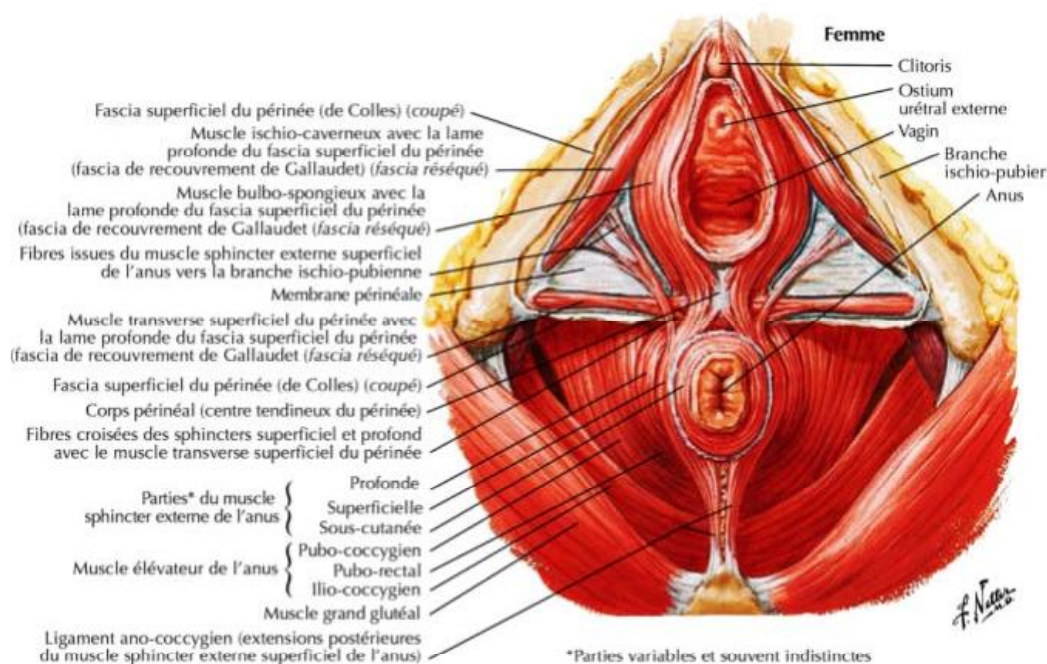 Femme
Clitoris
Ostium
urétral externe
Vagin
Branche
ischio-pubier
Anus
Fascia superficiel du périnée (de Colles) (coupé)
Muscle ischio-caverneux avec la lame
profonde du fascia superficiel du périnée
(fascia de recouvrement de Gallaudet) (fascia réséqué)
Muscle bulbo-spongieux avec la
lame profonde du fascia superficiel du périnée
(fascia de recouvrement de Gallaudet (fascia réséqué)
Fibres issues du muscle sphincter externe superficiel
de l'anus vers la branche ischio-pubienne
Membrane périnéale
Muscle transverse superficiel du périnée avec
la lame profonde du fascia superficiel du périnée
(fascia de recouvrement de Gallaudet (fascia réséqué)
Fascia superficiel du périnée (de Colles) (coupé)
Corps périnéal (centre tendineux du périnée)
Fibres croisées des sphincters superficiel et profond
avec le muscle transverse superficiel du périnée
Parties* du muscle
sphincter externe de l'anus
Profonde
Superficielle
Sous-cutanée
Muscle élévateur de l'anus
Pubo-coccygien
Pubo-rectal
Ilio-coccygien
Muscle grand glutéal
Ligament ano-coccygien (extensions postérieures
du muscle sphincter externe superficiel de l'anus)
*Parties variables et souvent indistinctes
F. Netter
M.D.